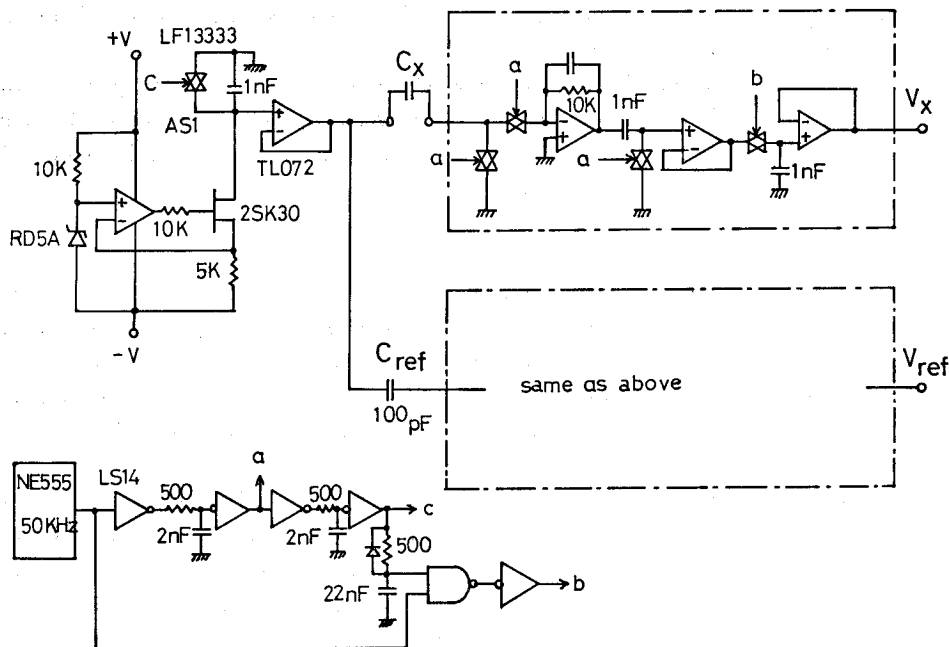 LF13333
+V
C
1nF
AS1
TL072
10K
RD5A
10K
2SK30
5K
-V
Cx
a
a
10K
1nF
a
b
1nF
Vx
Cref
100pF
same as above
Vref
NE555
50KHz
LS14
500
2nF
a
500
2nF
c
500
22nF
b